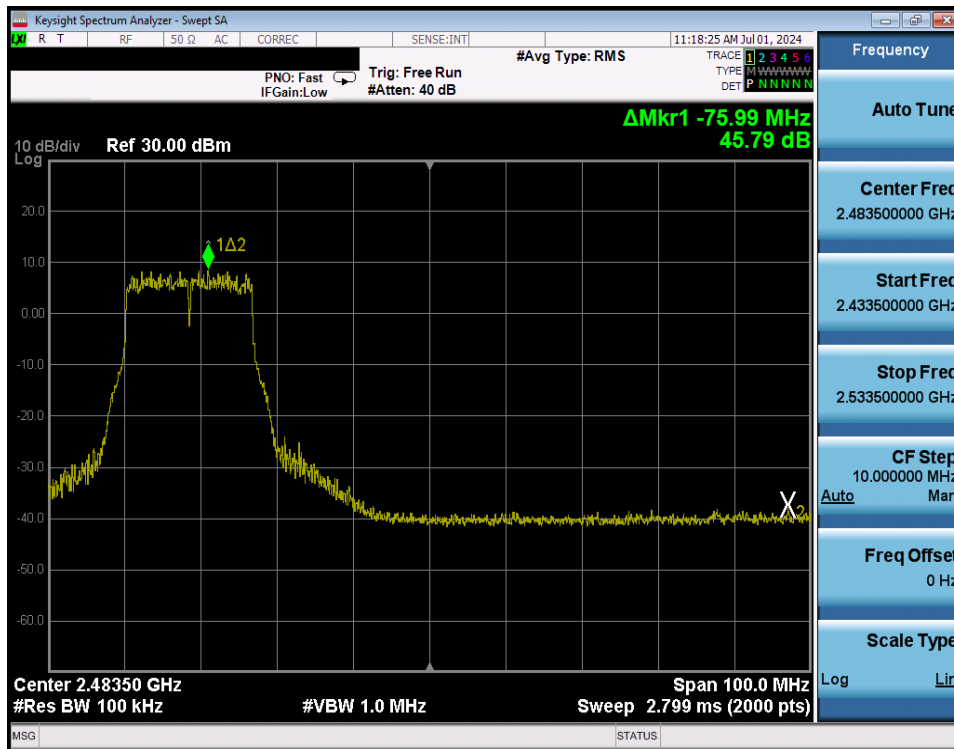 Keysight Spectrum Analyzer - Swept SA
LXI R T RF 50 Ω AC CORREC SENSE:INT 11:18:25 AM Jul 01, 2024
#Avg Type: RMS
TRACE 1 2 3 4 5 6
TYPE M W W W W W
DET P N N N N N
PNO: Fast
IFGain:Low
Trig: Free Run
#Atten: 40 dB
ΔMkr1 -75.99 MHz
45.79 dB
10 dB/div
Log
Ref 30.00 dBm
20.0
10.0
0.00
-10.0
-20.0
-30.0
-40.0
-50.0
-60.0
1Δ2
X2
Center 2.48350 GHz
Span 100.0 MHz
#Res BW 100 kHz
#VBW 1.0 MHz
Sweep 2.799 ms (2000 pts)
MSG
STATUS
Frequency
Auto Tune
Center Freq
2.483500000 GHz
Start Freq
2.433500000 GHz
Stop Freq
2.533500000 GHz
CF Step
10.000000 MHz
Auto Man
Freq Offset
0 Hz
Scale Type
Log Lin